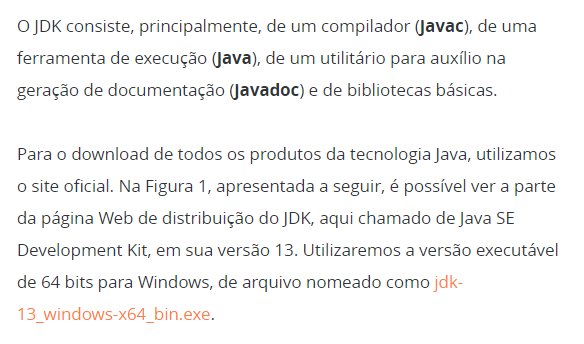 O JDK consiste, principalmente, de um compilador (Javac), de uma
ferramenta de execução (Java), de um utilitário para auxílio na
geração de documentação (Javadoc) e de bibliotecas básicas.
Para o download de todos os produtos da tecnologia Java, utilizamos
o site oficial. Na Figura 1, apresentada a seguir, é possível ver a parte
da página Web de distribuição do JDK, aqui chamado de Java SE
Development Kit, em sua versão 13. Utilizaremos a versão executável
de 64 bits para Windows, de arquivo nomeado como jdk-
13_windows-x64_bin.exe.